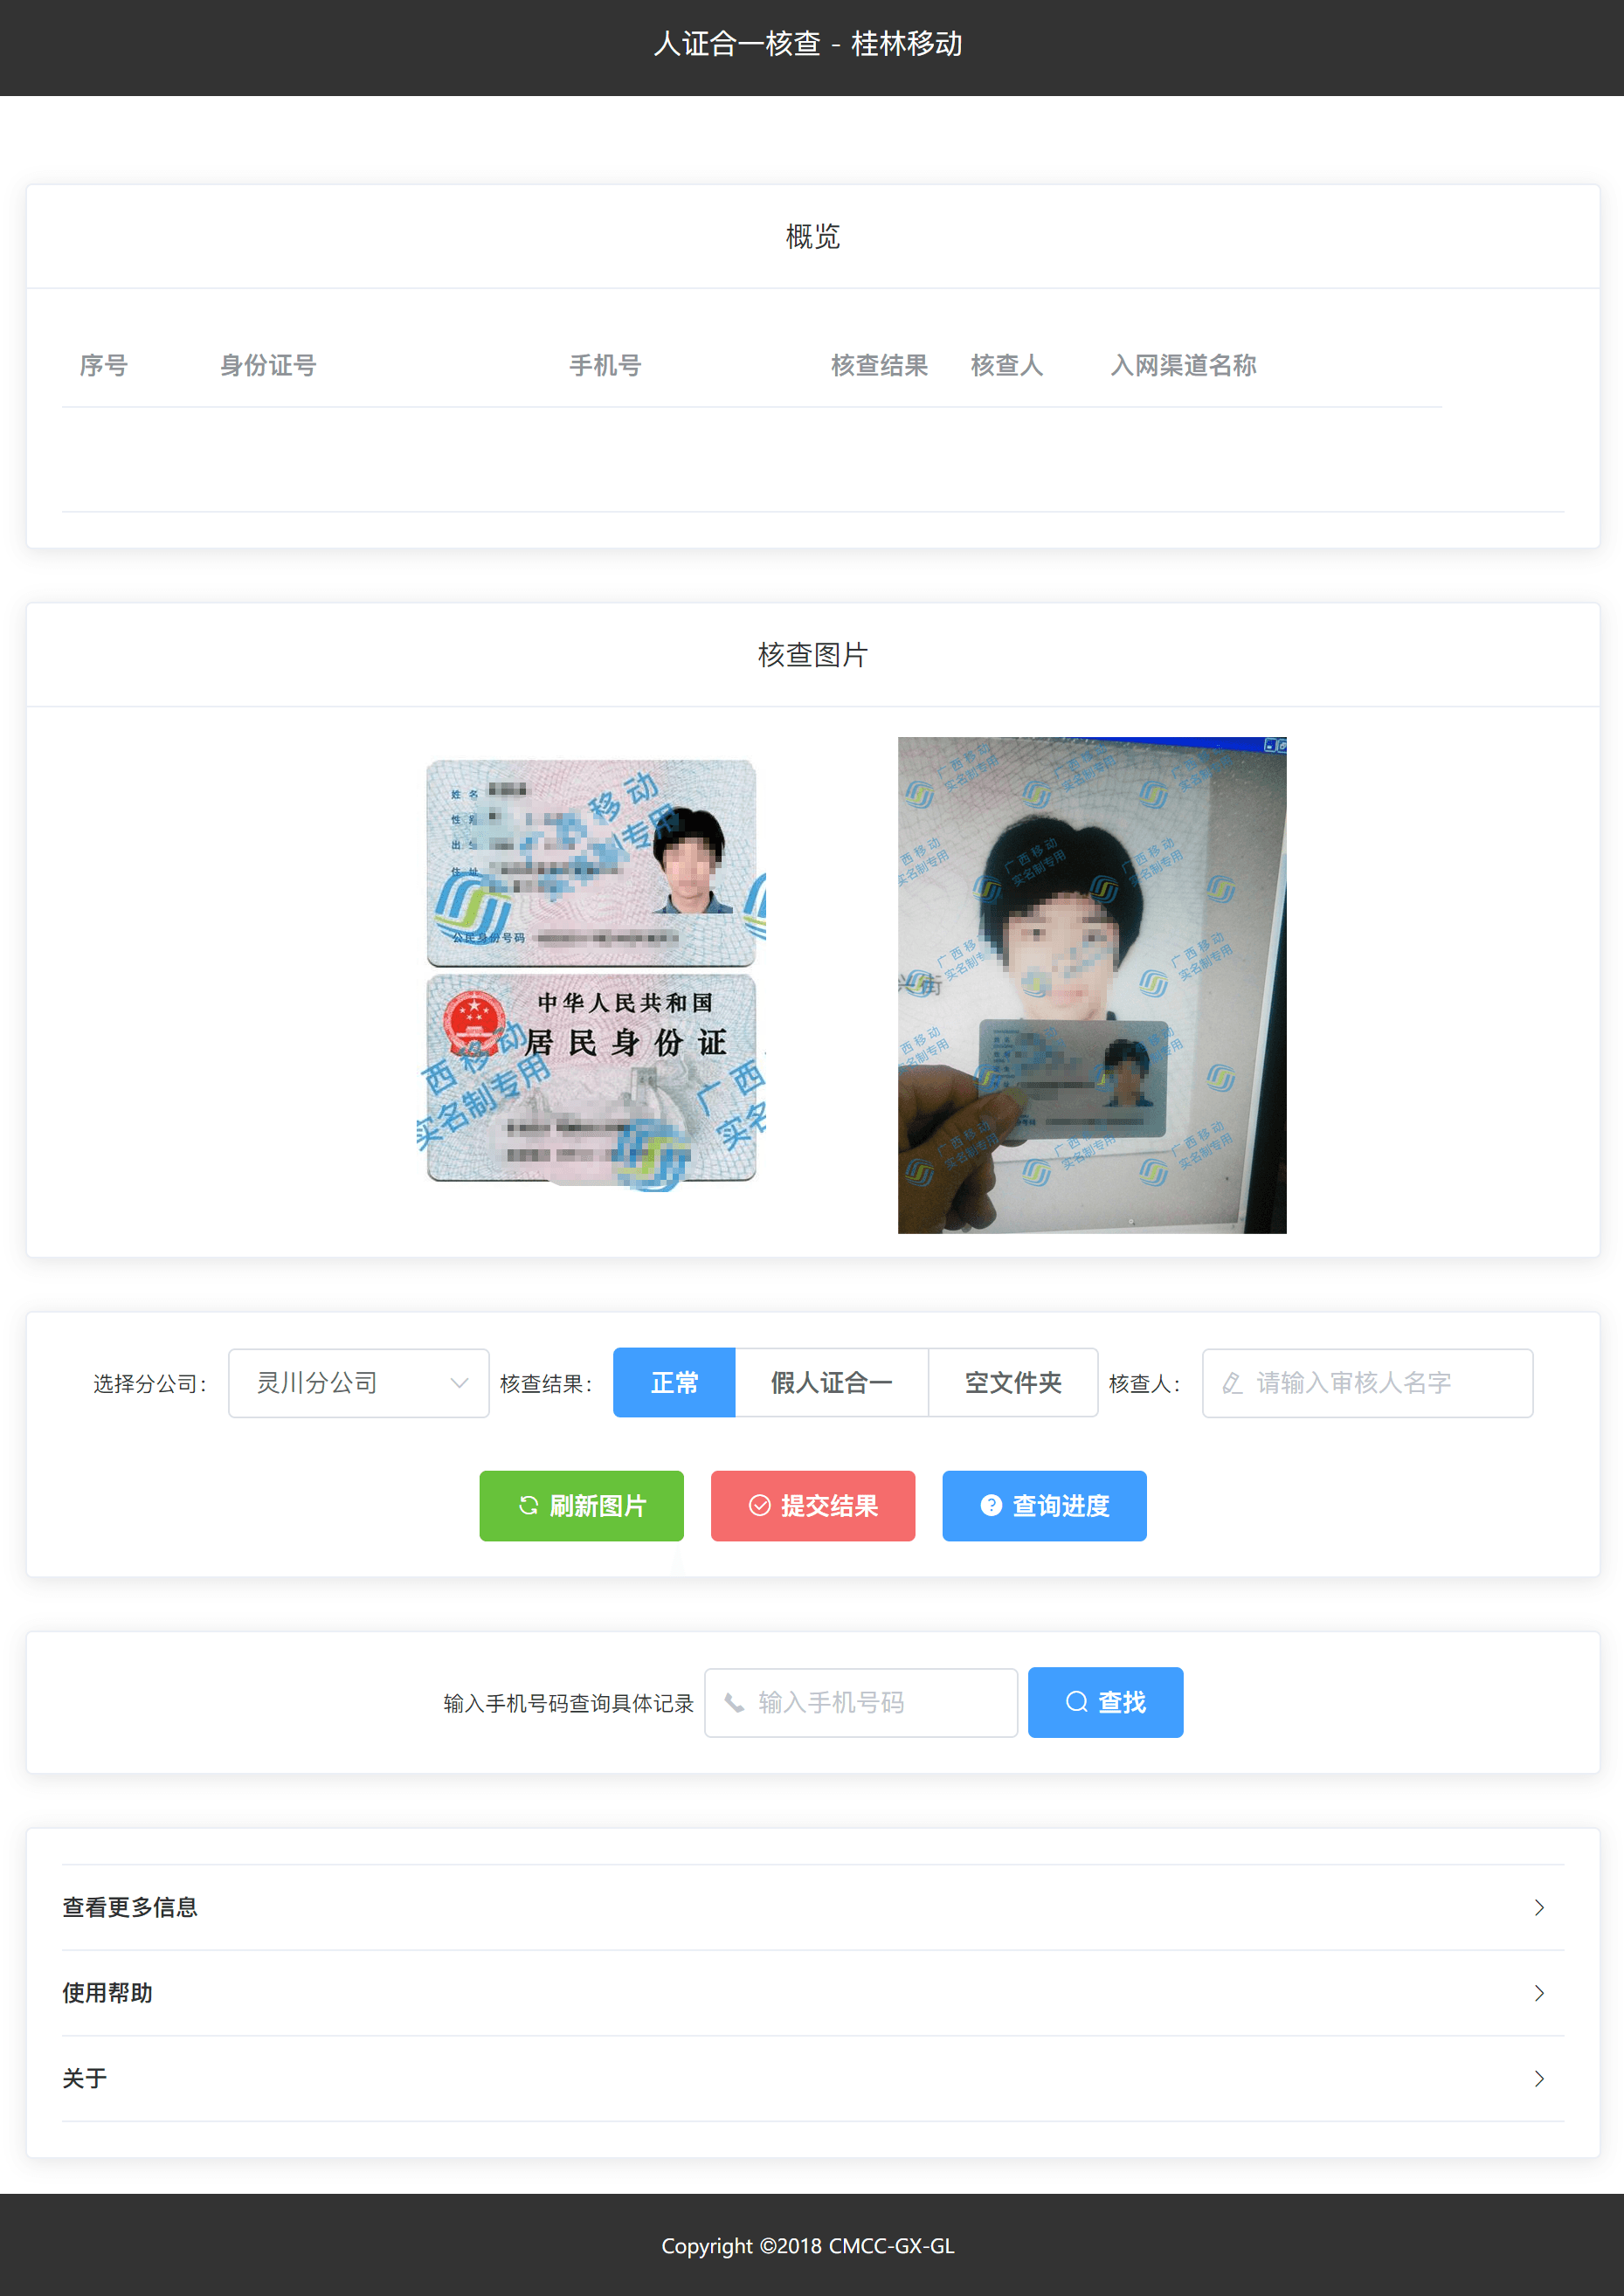 人证合一核查 - 桂林移动
概览
序号 身份证号 手机号 核查结果 核查人 入网渠道名称
核查图片
姓 名
性 别
出 生
住 址
移 动
制专用
公民身份号码
中华人民共和国
居 民 身 份 证
西 移 动
实名制专用
广 西
实名
广 西 移 动
实名制专用
兴街
选择分公司: 灵川分公司 核查结果: 正常 假人证合一 空文件夹 核查人: 请输入审核人名字
刷新图片 提交结果 查询进度
输入手机号码查询具体记录 输入手机号码 查找
查看更多信息
使用帮助
关于
Copyright ©2018 CMCC-GX-GL